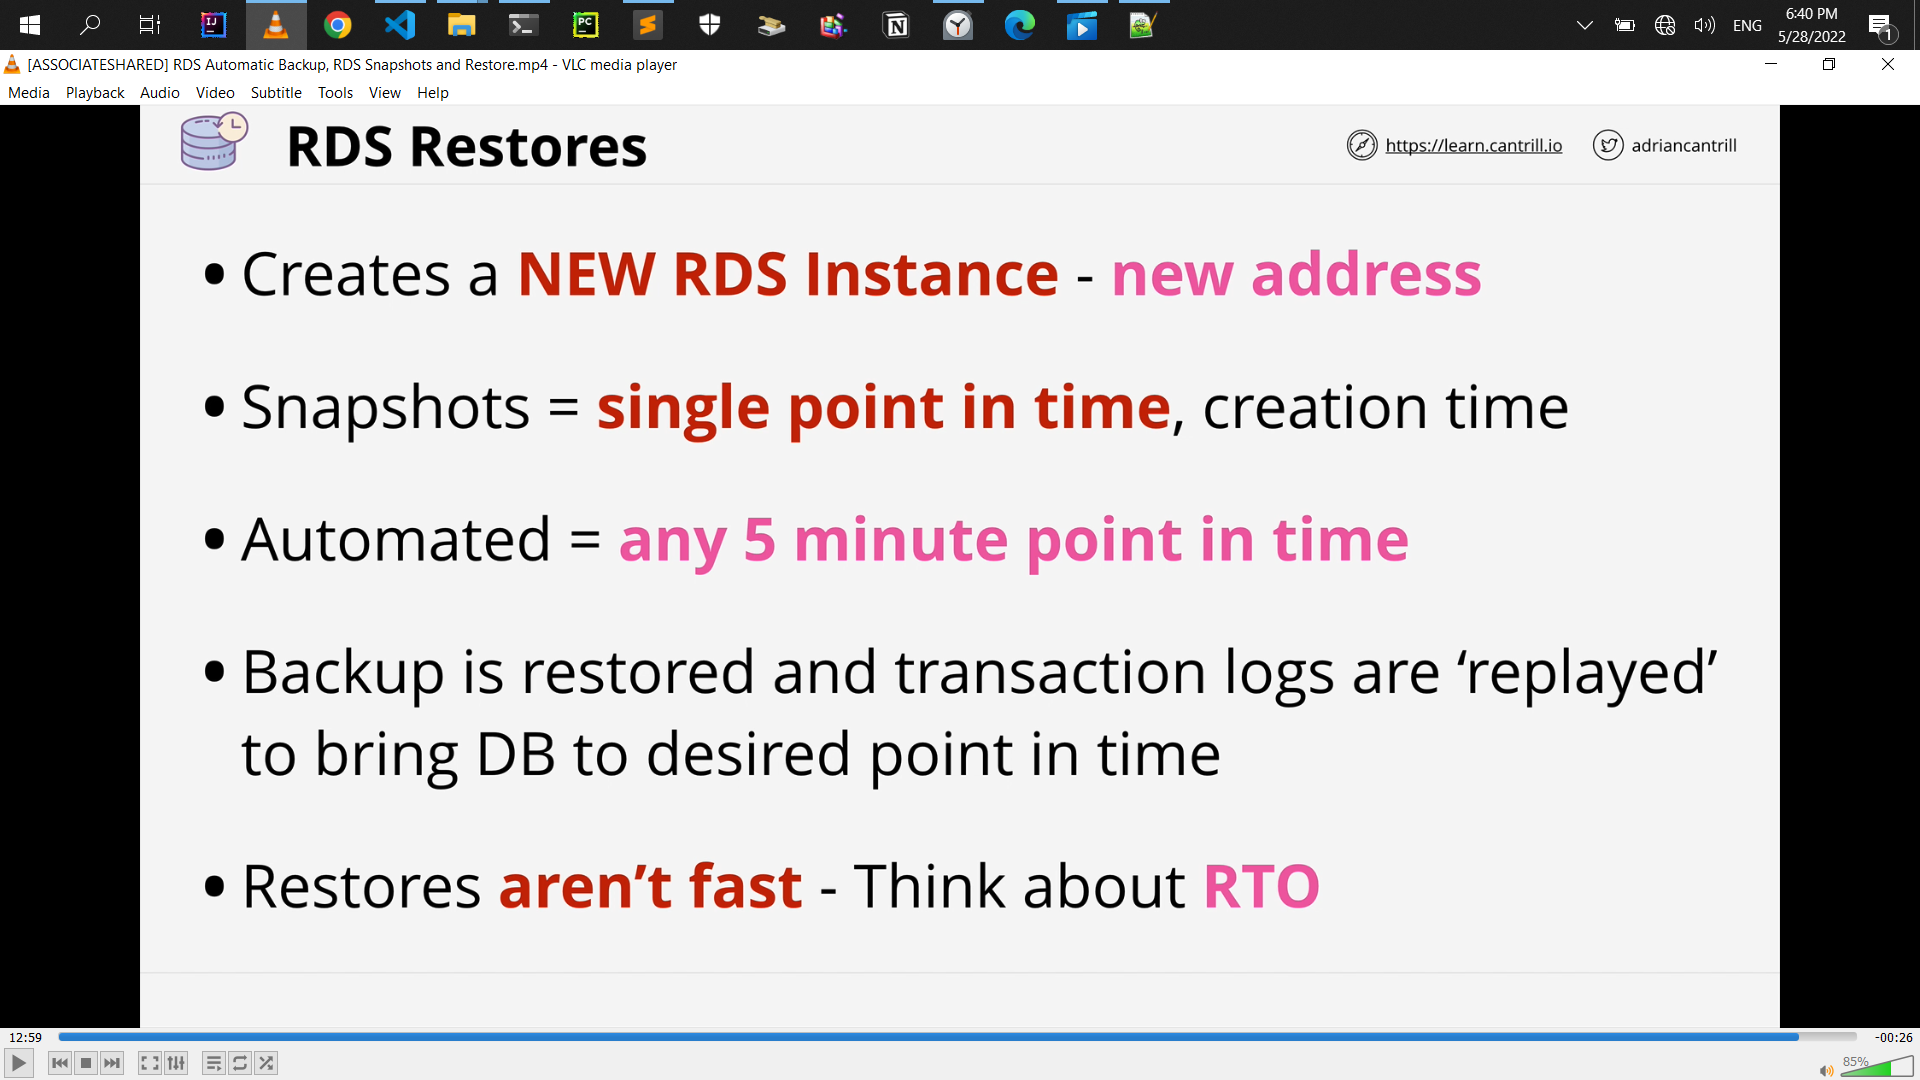 ENG
6:40 PM
5/28/2022
1
[ASSOCIATESHARED] RDS Automatic Backup, RDS Snapshots and Restore.mp4 - VLC media player
Media Playback Audio Video Subtitle Tools View Help
RDS Restores
https://learn.cantrill.io
adriancantrill
• Creates a NEW RDS Instance - new address
• Snapshots = single point in time, creation time
• Automated = any 5 minute point in time
• Backup is restored and transaction logs are ‘replayed’
to bring DB to desired point in time
• Restores aren’t fast - Think about RTO
12:59
-00:26
85%